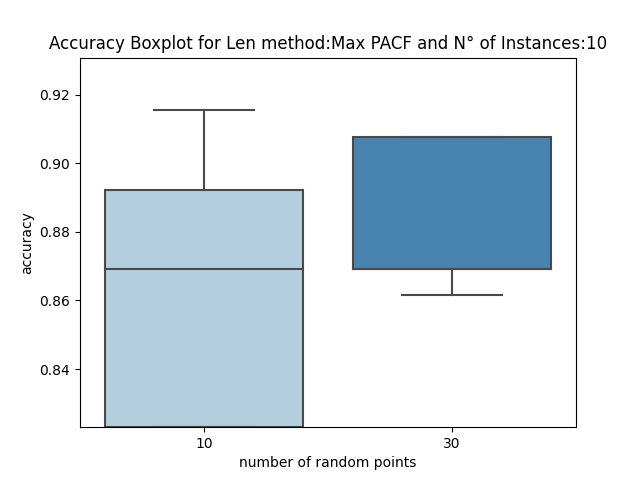 Accuracy Boxplot for Len method:Max PACF and N° of Instances:10
0.92
0.90
0.88
0.86
0.84
accuracy
10 30
number of random points